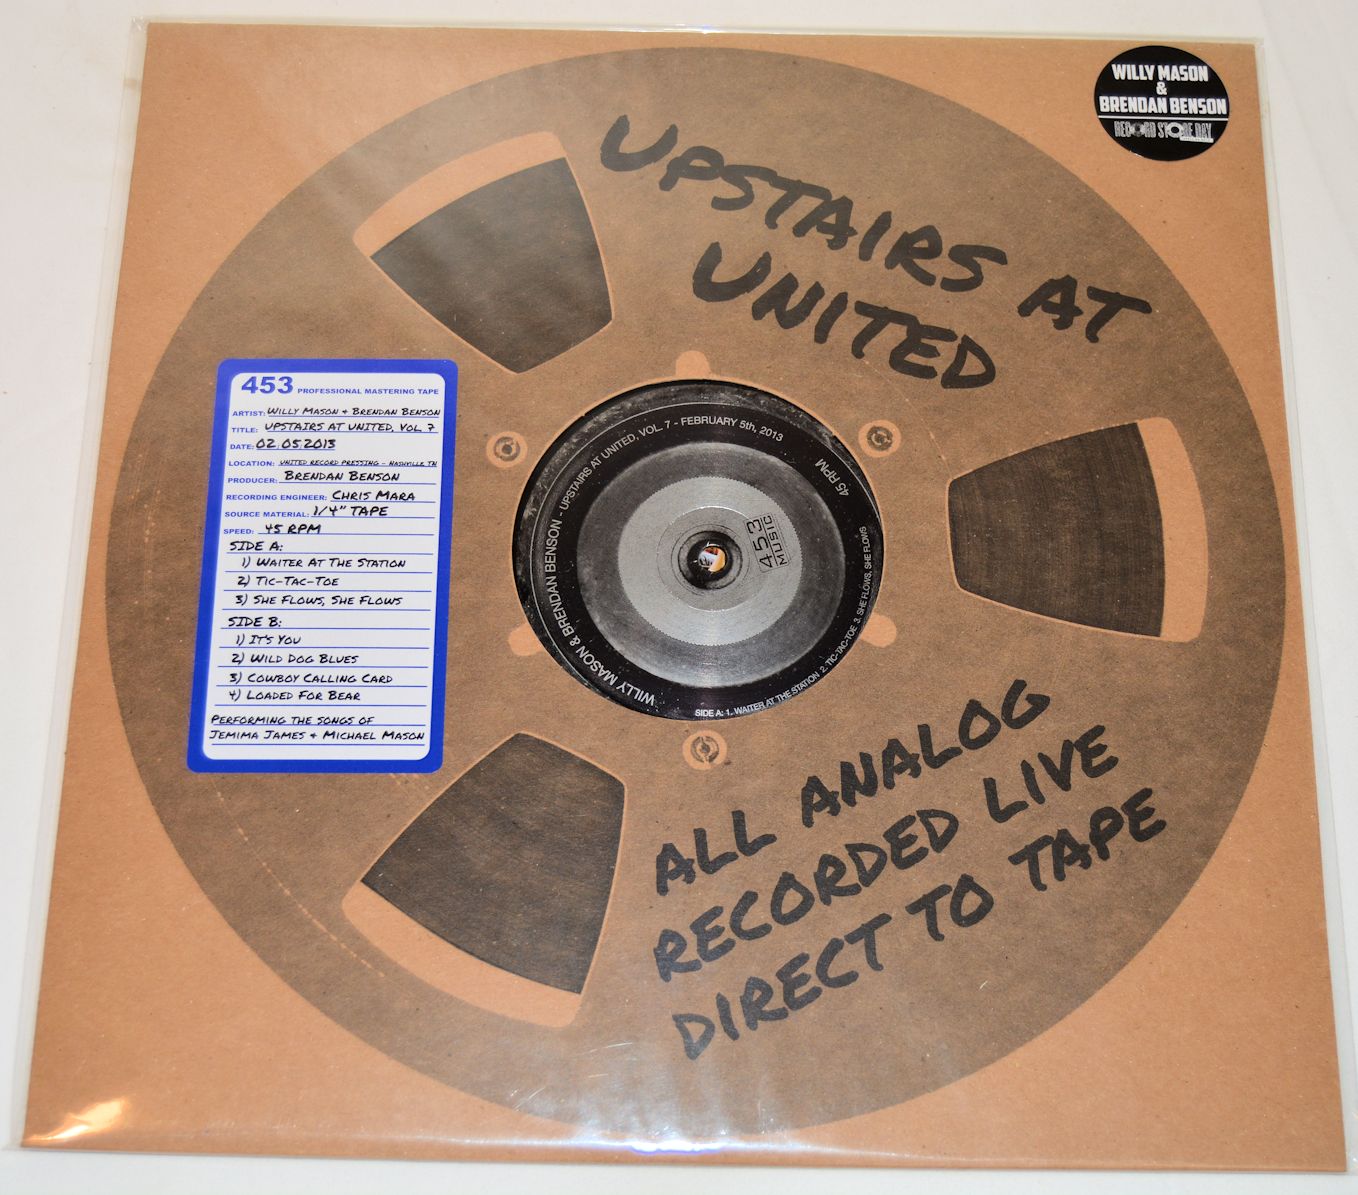 WILLY MASON
&
BRENDAN BENSON
RECORD STORE DAY
UPSTAIRS AT
UNITED
453 PROFESSIONAL MASTERING TAPE
ARTIST: WILLY MASON + BRENDAN BENSON
TITLE: UPSTAIRS AT UNITED, VOL. 7
DATE: 02.05.2013
LOCATION: UNITED RECORD PRESSING - NASHVILLE TN
PRODUCER: BRENDAN BENSON
RECORDING ENGINEER: CHRIS MARA
SOURCE MATERIAL: 1/4" TAPE
SPEED: 45 RPM
SIDE A:
1) WAITER AT THE STATION
2) TIC-TAC-TOE
3) SHE FLOWS, SHE FLOWS
SIDE B:
1) IT'S YOU
2) WILD DOG BLUES
3) COWBOY CALLING CARD
4) LOADED FOR BEAR
PERFORMING THE SONGS OF
JEMIMA JAMES + MICHAEL MASON
WILLY MASON & BRENDAN BENSON - UPSTAIRS AT UNITED, VOL. 7 - FEBRUARY 5th, 2013
45 RPM
453
MUSIC
SIDE A: 1. WAITER AT THE STATION 2. TIC-TAC-TOE 3. SHE FLOWS, SHE FLOWS
ALL ANALOG
RECORDED LIVE
DIRECT TO TAPE